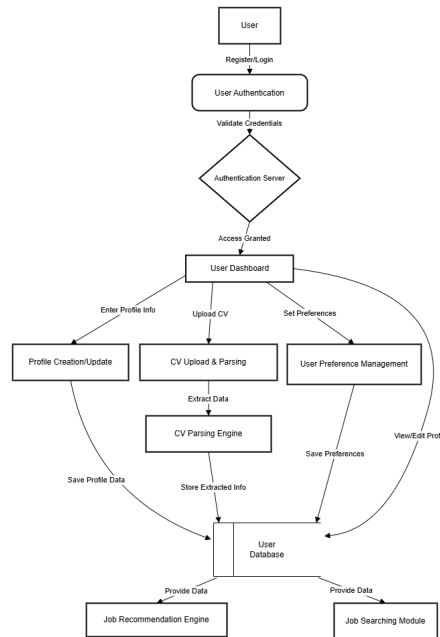 User
Register/Login
User Authentication
Validate Credentials
Authentication Server
Access Granted
User Dashboard
Enter Profile Info
Upload CV
Set Preferences
Profile Creation/Update
CV Upload & Parsing
User Preference Management
Extract Data
CV Parsing Engine
View/Edit Prof
Save Preferences
Save Profile Data
Store Extracted Info
User
Database
Provide Data
Provide Data
Job Recommendation Engine
Job Searching Module